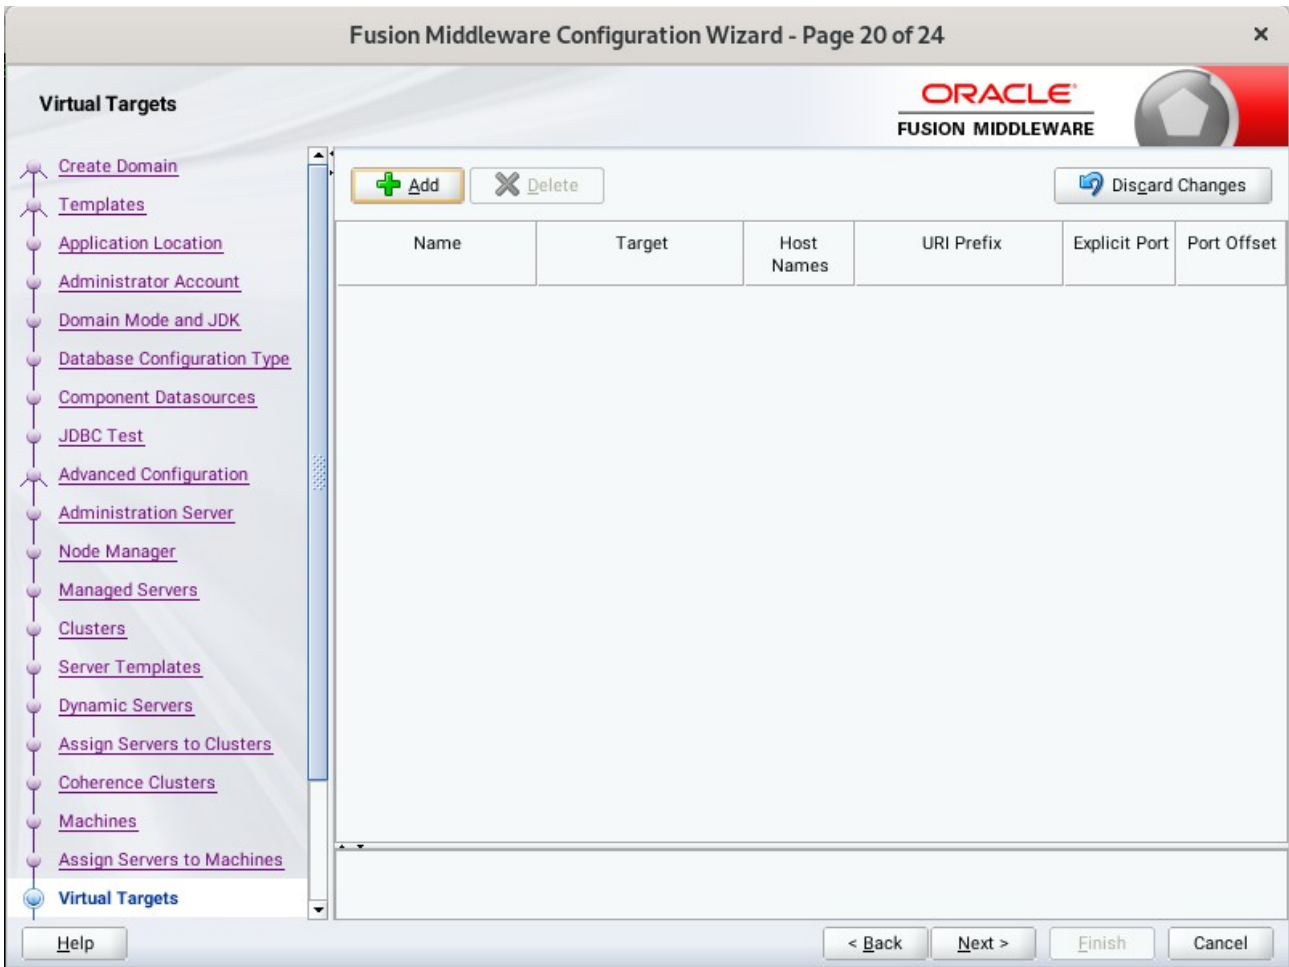 Fusion Middleware Configuration Wizard - Page 20 of 24
×
Virtual Targets
ORACLE
FUSION MIDDLEWARE
Create Domain
Templates
Application Location
Administrator Account
Domain Mode and JDK
Database Configuration Type
Component Datasources
JDBC Test
Advanced Configuration
Administration Server
Node Manager
Managed Servers
Clusters
Server Templates
Dynamic Servers
Assign Servers to Clusters
Coherence Clusters
Machines
Assign Servers to Machines
Virtual Targets
Add
Delete
Discard Changes
Name
Target
Host
Names
URI Prefix
Explicit Port
Port Offset
Help
< Back
Next >
Finish
Cancel